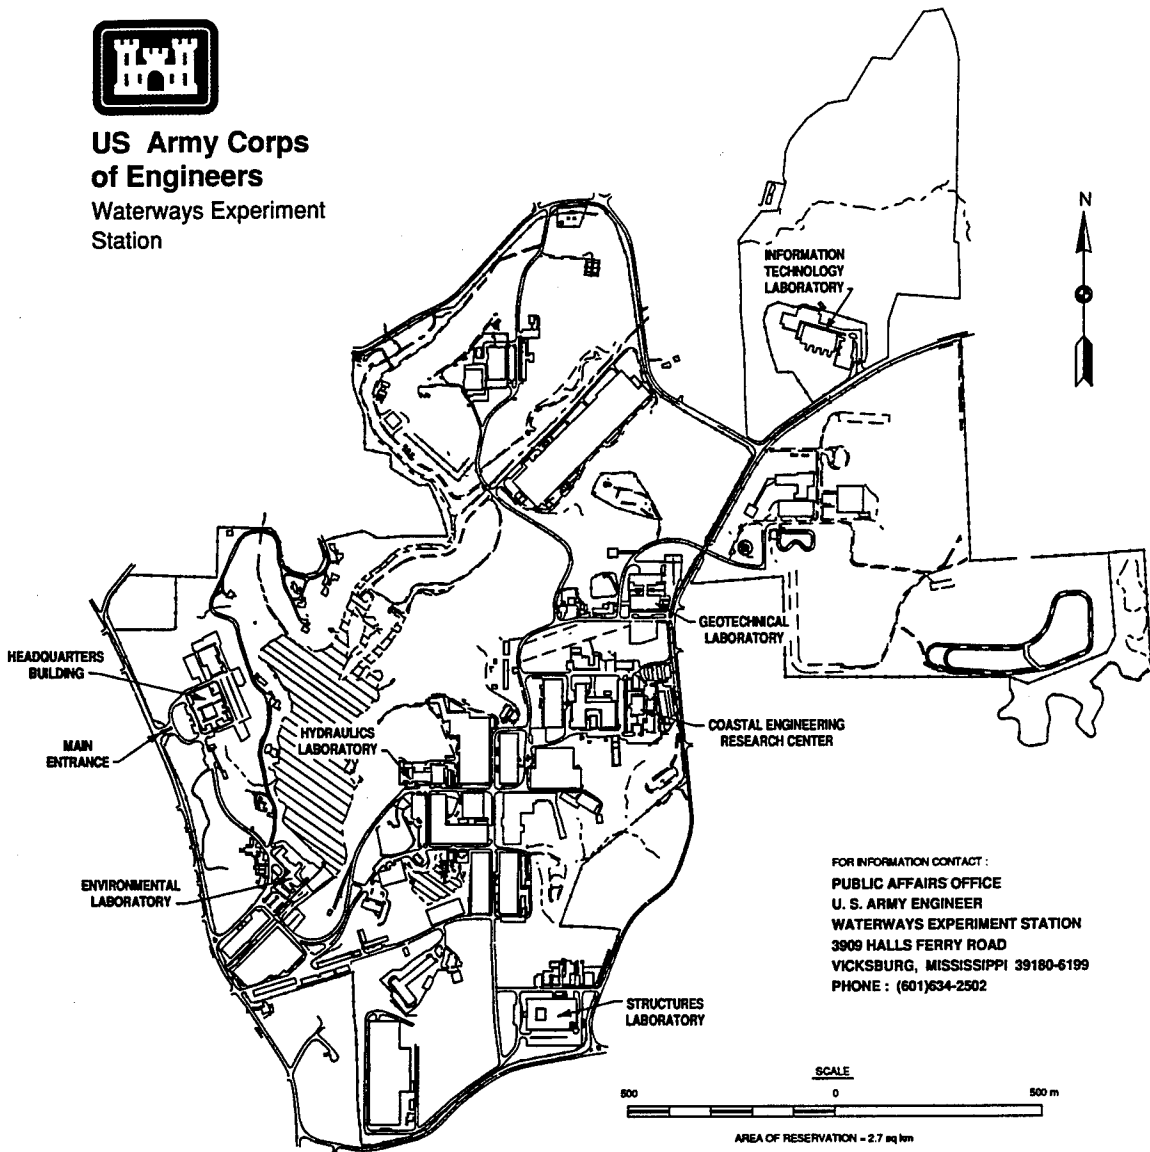 US Army Corps
of Engineers
Waterways Experiment
Station
N
INFORMATION
TECHNOLOGY
LABORATORY
GEOTECHNICAL
LABORATORY
HEADQUARTERS
BUILDING
MAIN
ENTRANCE
HYDRAULICS
LABORATORY
COASTAL ENGINEERING
RESEARCH CENTER
ENVIRONMENTAL
LABORATORY
STRUCTURES
LABORATORY
FOR INFORMATION CONTACT :
PUBLIC AFFAIRS OFFICE
U. S. ARMY ENGINEER
WATERWAYS EXPERIMENT STATION
3909 HALLS FERRY ROAD
VICKSBURG, MISSISSIPPI 39180-6199
PHONE : (601)634-2502
SCALE
500 0 500 m
AREA OF RESERVATION = 2.7 sq km